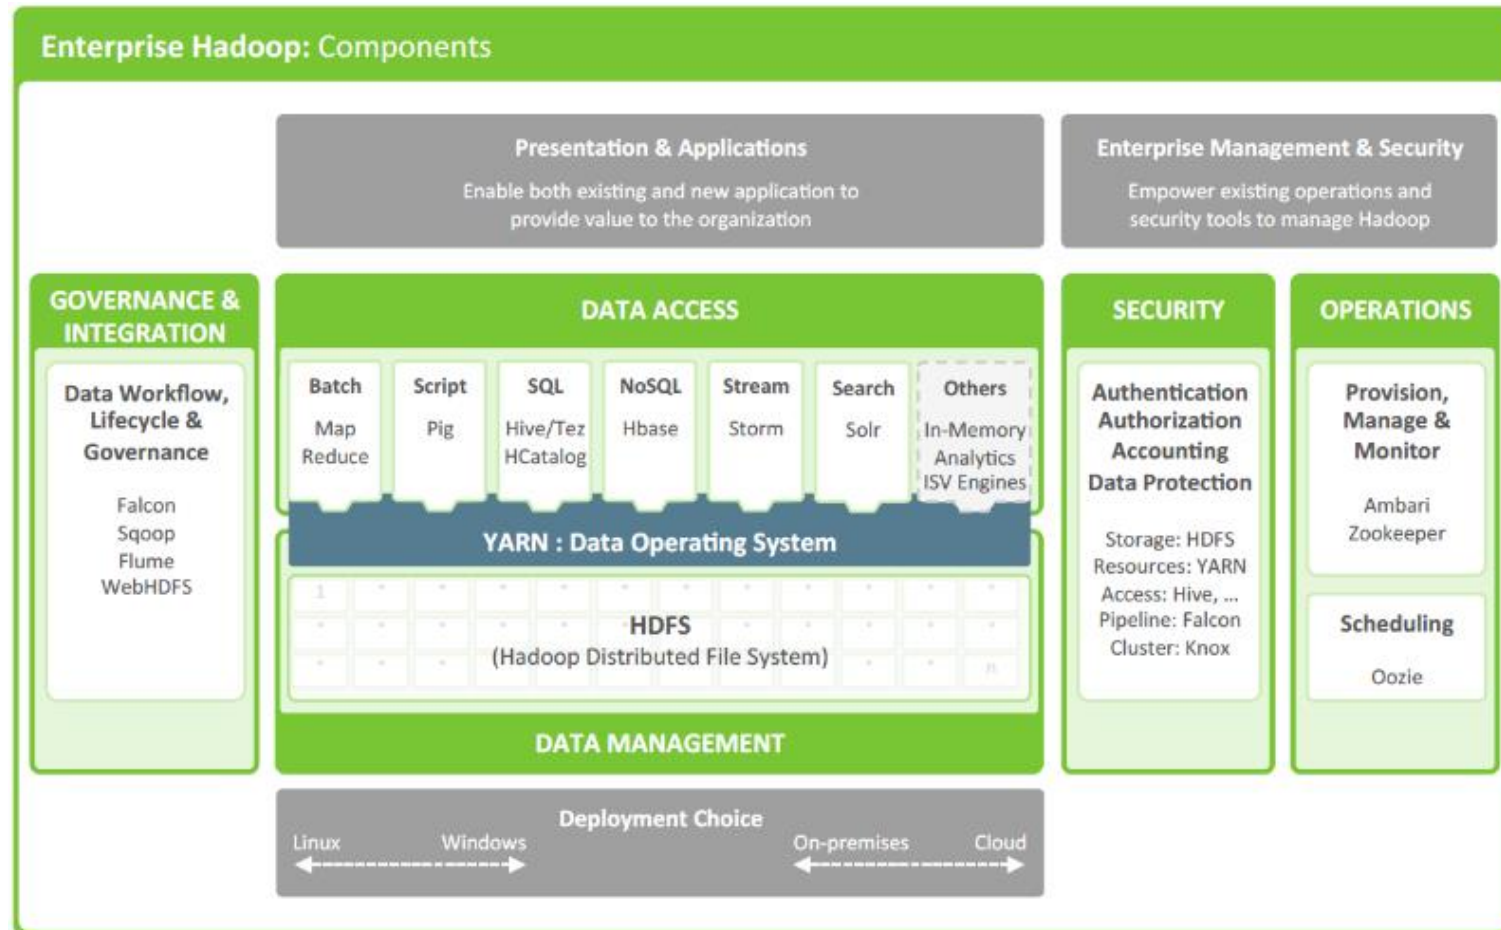 Enterprise Hadoop: Components
Presentation & Applications
Enable both existing and new application to
provide value to the organization
Enterprise Management & Security
Empower existing operations and
security tools to manage Hadoop
GOVERNANCE &
INTEGRATION
Data Workflow,
Lifecycle &
Governance
Falcon
Sqoop
Flume
WebHDFS
DATA ACCESS
Batch
Map
Reduce
Script
Pig
SQL
Hive/Tez
HCatalog
NoSQL
Hbase
Stream
Storm
Search
Solr
Others
In-Memory
Analytics
ISV Engines
YARN : Data Operating System
1
HDFS
(Hadoop Distributed File System)
n
DATA MANAGEMENT
SECURITY
Authentication
Authorization
Accounting
Data Protection
Storage: HDFS
Resources: YARN
Access: Hive, ...
Pipeline: Falcon
Cluster: Knox
OPERATIONS
Provision,
Manage &
Monitor
Ambari
Zookeeper
Scheduling
Oozie
Deployment Choice
Linux Windows On-premises Cloud